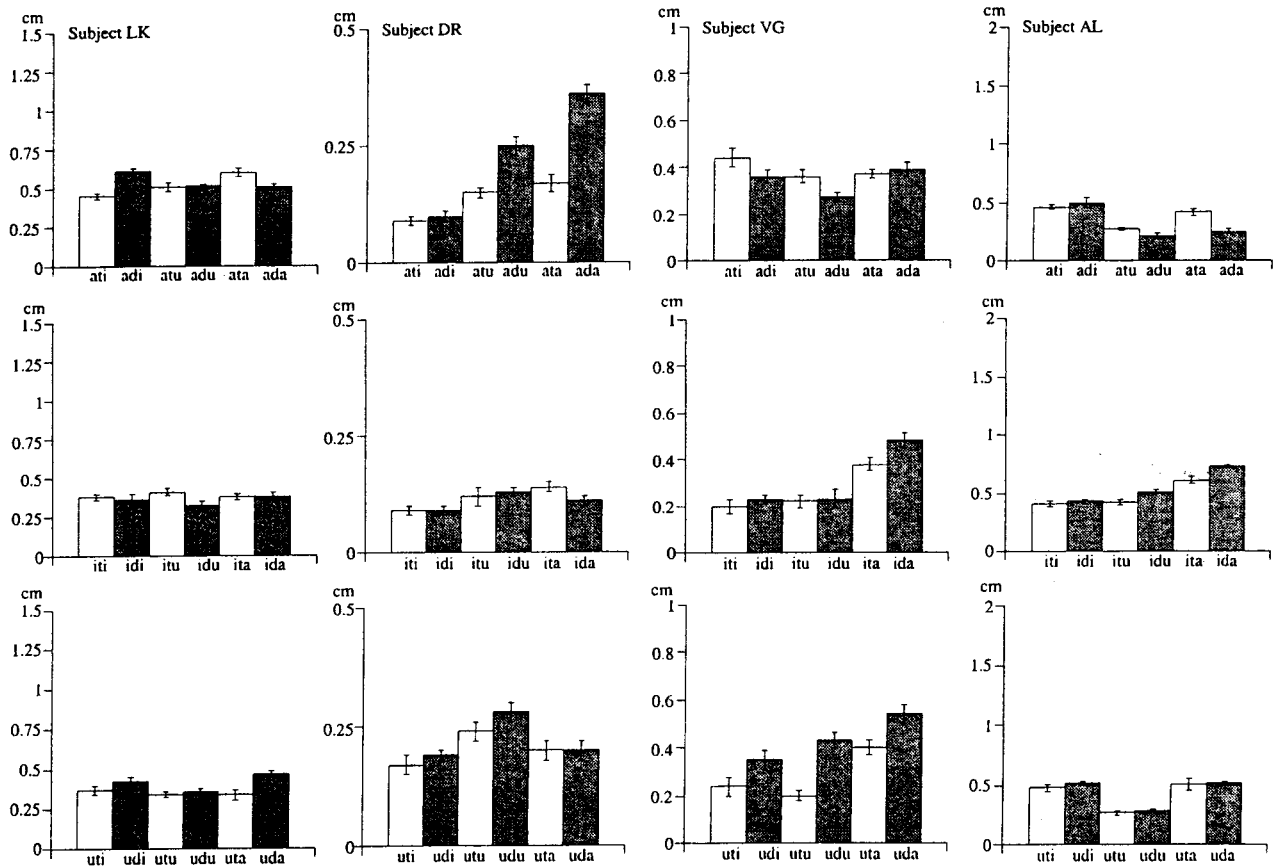 cm cm cm cm
1.5 Subject LK 0.5 Subject DR 1 Subject VG 2 Subject AL
1.25 0.8 1.5
1 0.6
0.75 0.25 1
0.5 0.4
0.25 0.2 0.5
0 0 0 0
ati adi atu adu ata ada ati adi atu adu ata ada ati adi atu adu ata ada ati adi atu adu ata ada
cm cm cm cm
1.5 0.5 1 2
1.25 0.8 1.5
1 0.6
0.75 0.25 1
0.5 0.4
0.25 0.2 0.5
0 0 0 0
iti idi itu idu ita ida iti idi itu idu ita ida iti idi itu idu ita ida iti idi itu idu ita ida
cm cm cm cm
1.5 0.5 1 2
1.25 0.8 1.5
1 0.6
0.75 0.25 1
0.5 0.4
0.25 0.2 0.5
0 0 0 0
uti udi utu udu uta uda uti udi utu udu uta uda uti udi utu udu uta uda uti udi utu udu uta uda